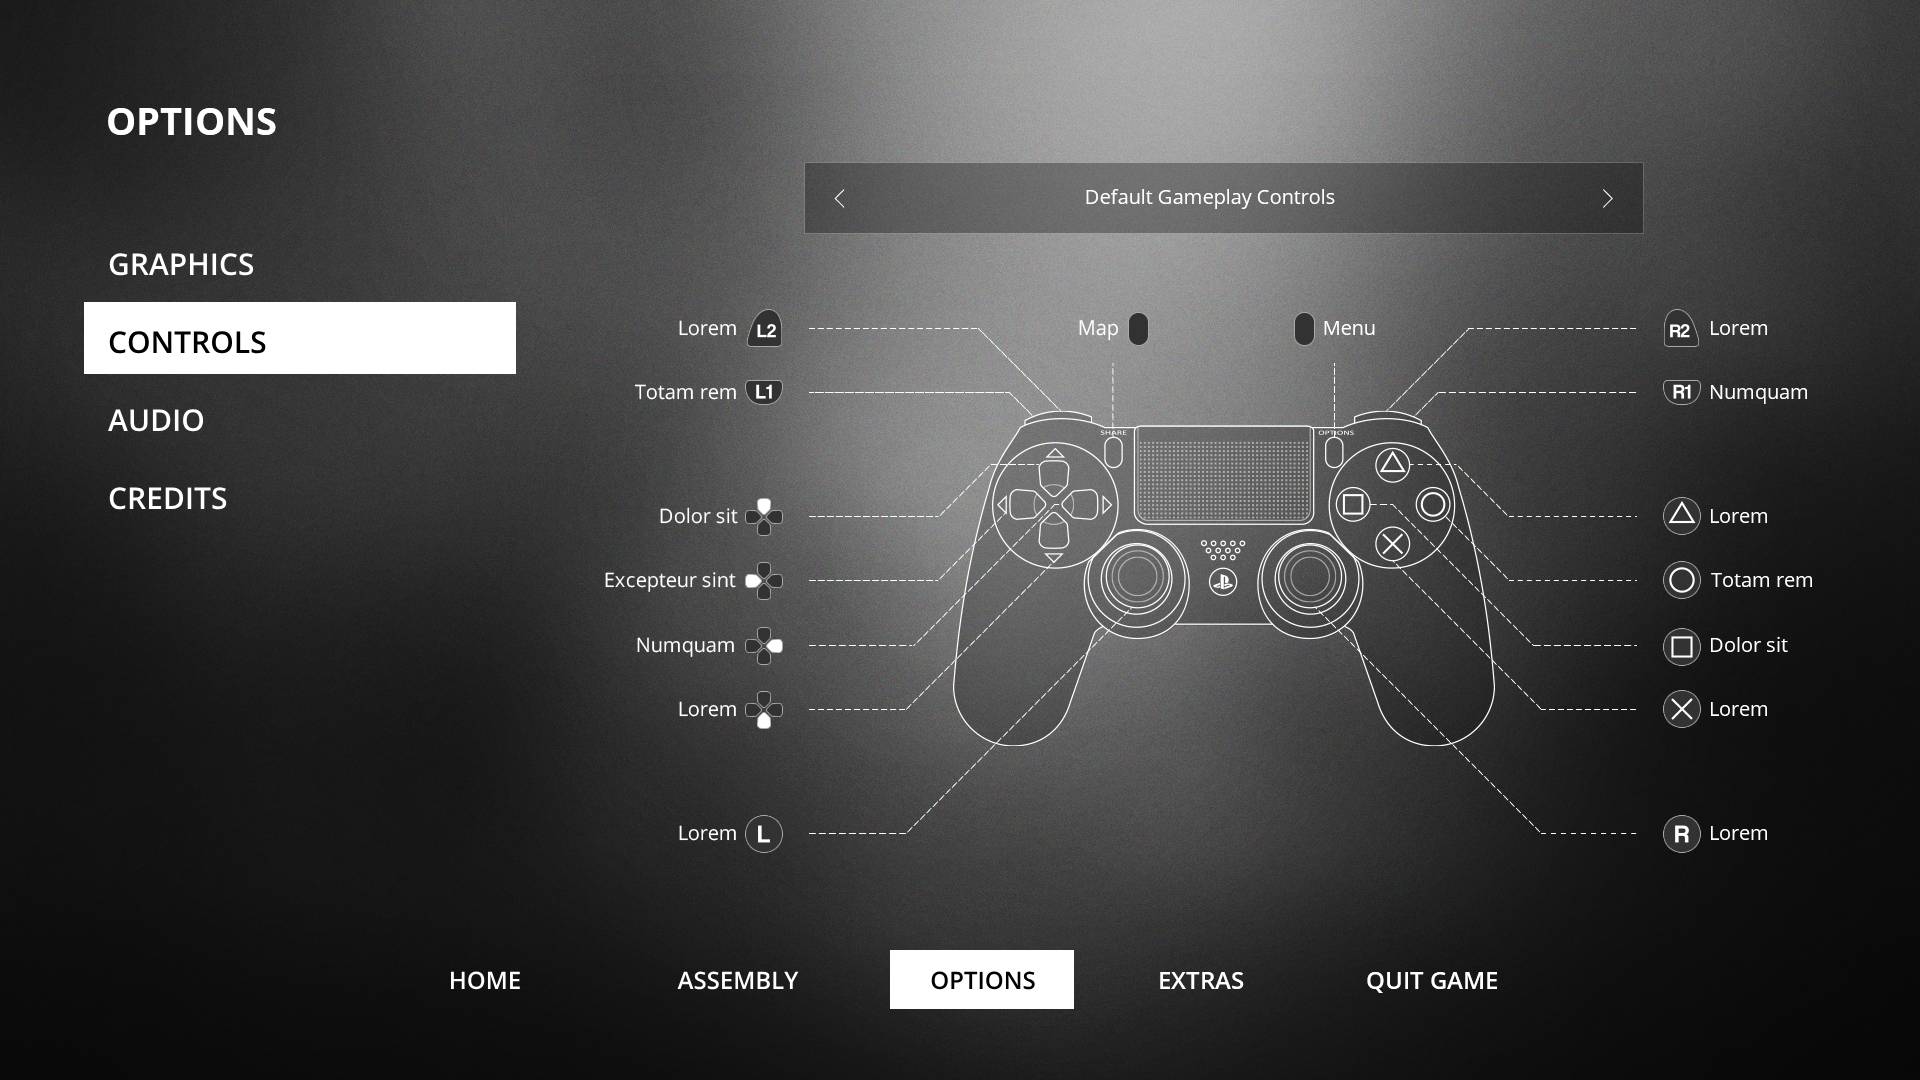 OPTIONS
Default Gameplay Controls
GRAPHICS
CONTROLS
AUDIO
CREDITS
Lorem L2
Map
Menu
R2 Lorem
Totam rem L1
R1 Numquam
SHARE
OPTIONS
Dolor sit
Lorem
Excepteur sint
Totam rem
Numquam
Dolor sit
Lorem
Lorem
Lorem L
R Lorem
HOME
ASSEMBLY
OPTIONS
EXTRAS
QUIT GAME